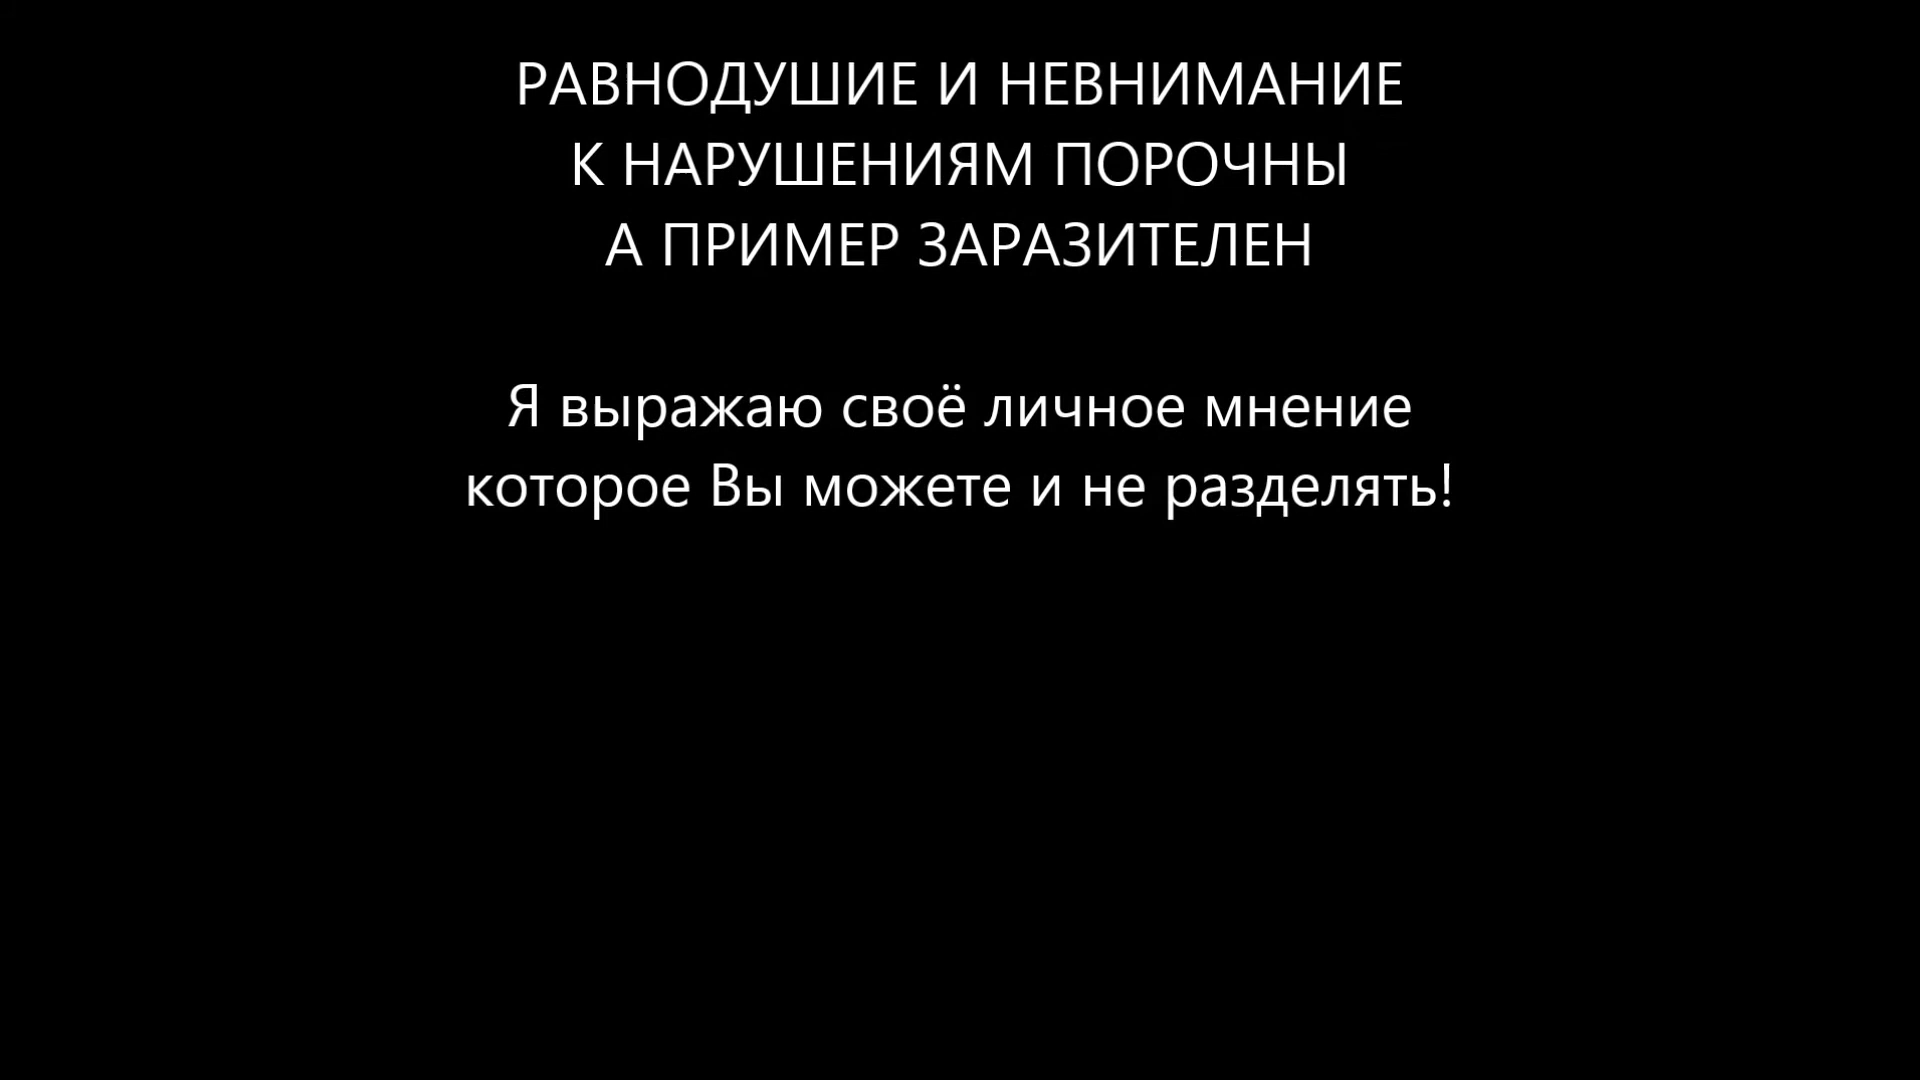 РАВНОДУШИЕ И НЕВНИМАНИЕ
К НАРУШЕНИЯМ ПОРОЧНЫ
А ПРИМЕР ЗАРАЗИТЕЛЕН
Я выражаю своё личное мнение
которое Вы можете и не разделять!